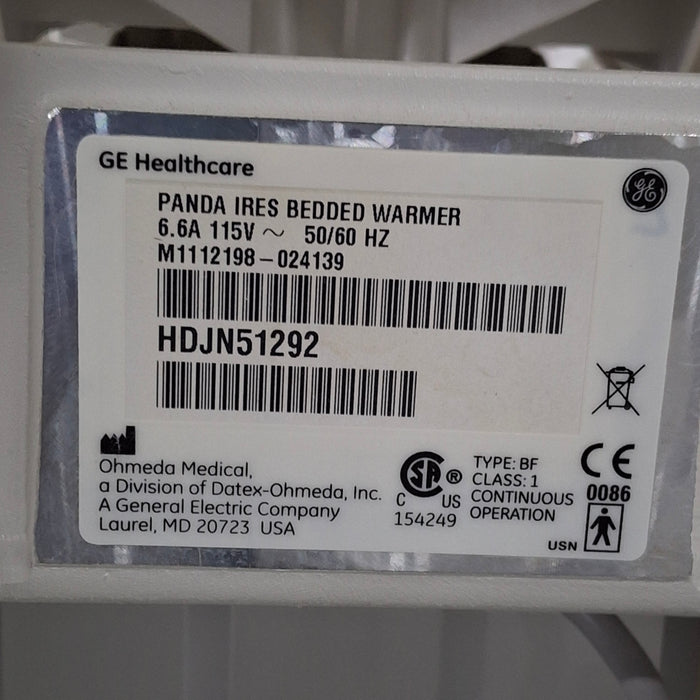 GE Healthcare
GE
PANDA IRES BEDDED WARMER
6.6A 115V ~ 50/60 HZ
M1112198-024139
HDJN51292
Ohmeda Medical,
a Division of Datex-Ohmeda, Inc.
A General Electric Company
Laurel, MD 20723 USA
SA ®
C US
154249
TYPE: BF
CLASS: 1
CONTINUOUS
OPERATION
CE
0086
USN